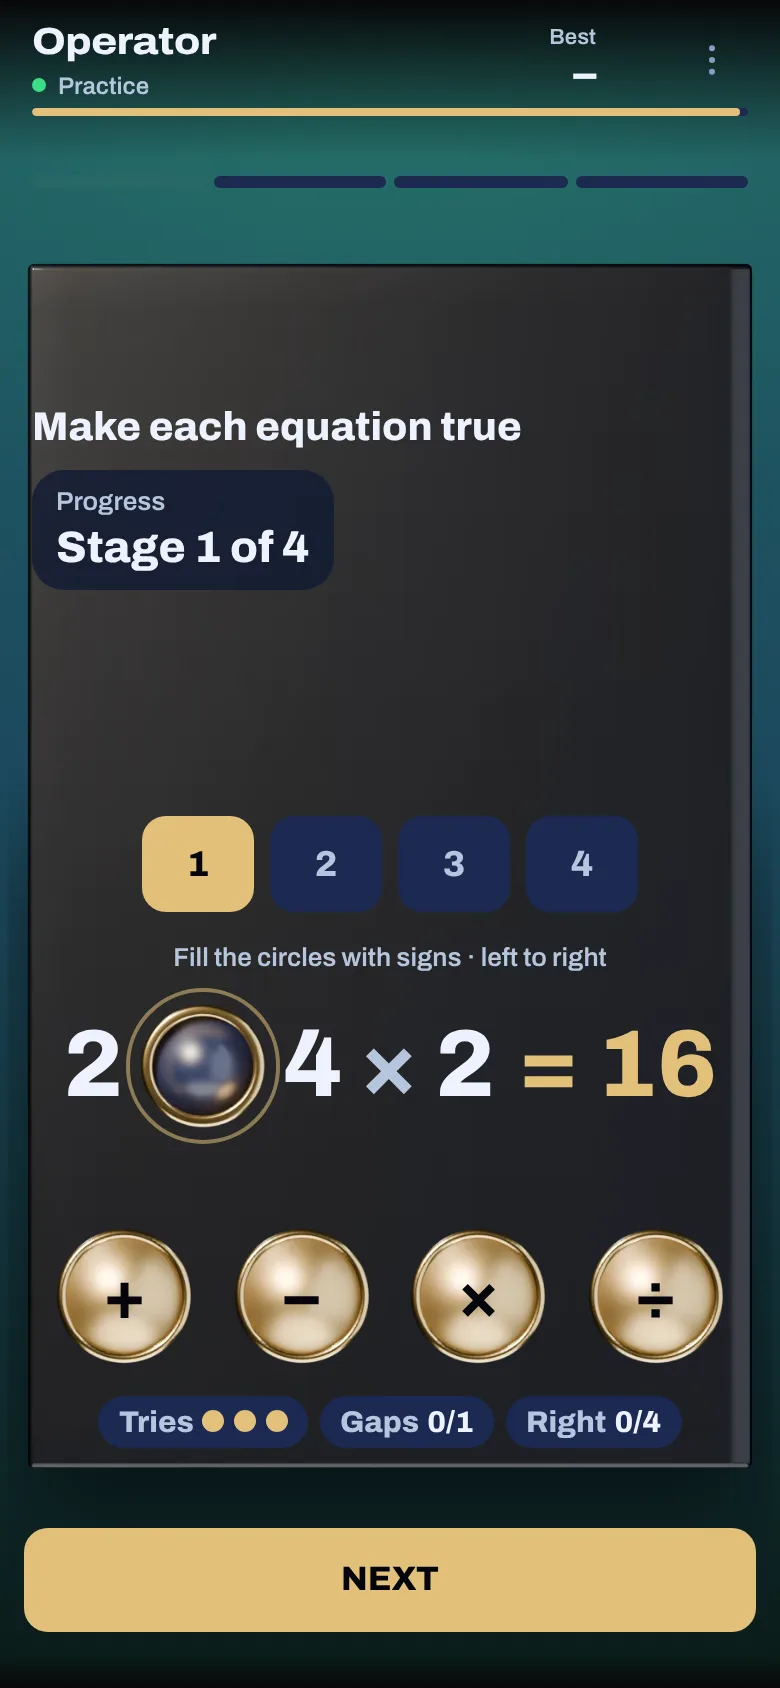 Operator
Best
Practice
–
Make each equation true
Progress
Stage 1 of 4
1 2 3 4
Fill the circles with signs · left to right
2 4 × 2 = 16
+ − × ÷
Tries Gaps 0/1 Right 0/4
NEXT